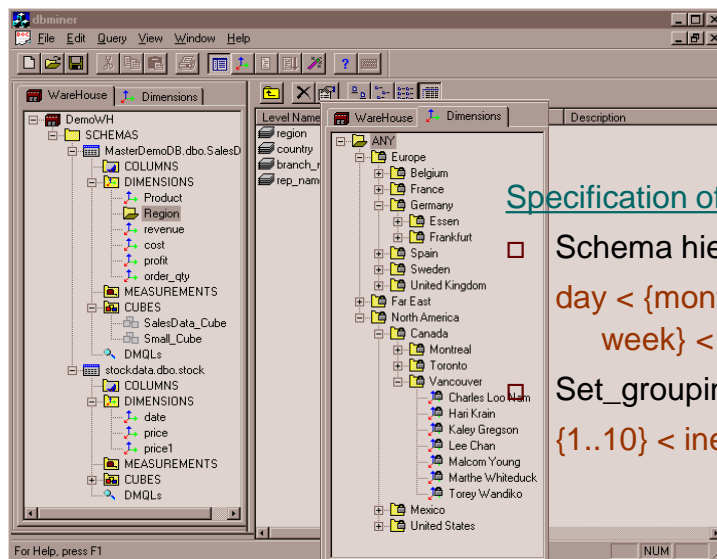 dbminer
File Edit Query View Window Help
WareHouse Dimensions
DemoWH
SCHEMAS
MasterDemoDB.dbo.SalesD
COLUMNS
DIMENSIONS
Product
Region
revenue
cost
profit
order_qty
MEASUREMENTS
CUBES
SalesData_Cube
Small_Cube
DMQLs
stockdata.dbo.stock
COLUMNS
DIMENSIONS
date
price
price1
MEASUREMENTS
CUBES
DMQLs
Level Name
region
country
branch_
rep_nam
Description
WareHouse Dimensions
ANY
Europe
Belgium
France
Germany
Essen
Frankfurt
Spain
Sweden
United Kingdom
Far East
North America
Canada
Montreal
Toronto
Vancouver
Charles Loo Nam
Hari Krain
Kaley Gregson
Lee Chan
Malcom Young
Marthe Whiteduck
Torey Wandiko
Mexico
United States
Specification of
Schema hie
day < {mon
week} <
Set_groupin
{1..10} < ine
For Help, press F1
NUM